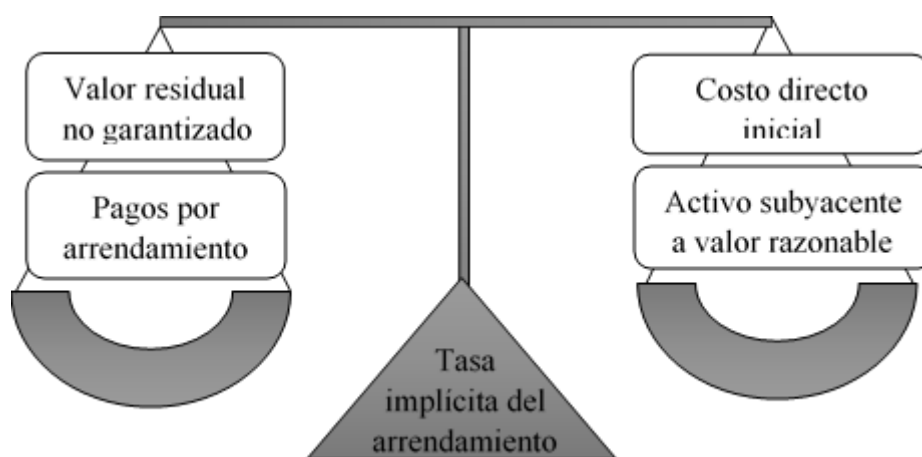 Valor residual
no garantizado
Pagos por
arrendamiento
Costo directo
inicial
Activo subyacente
a valor razonable
Tasa
implícita del
arrendamiento